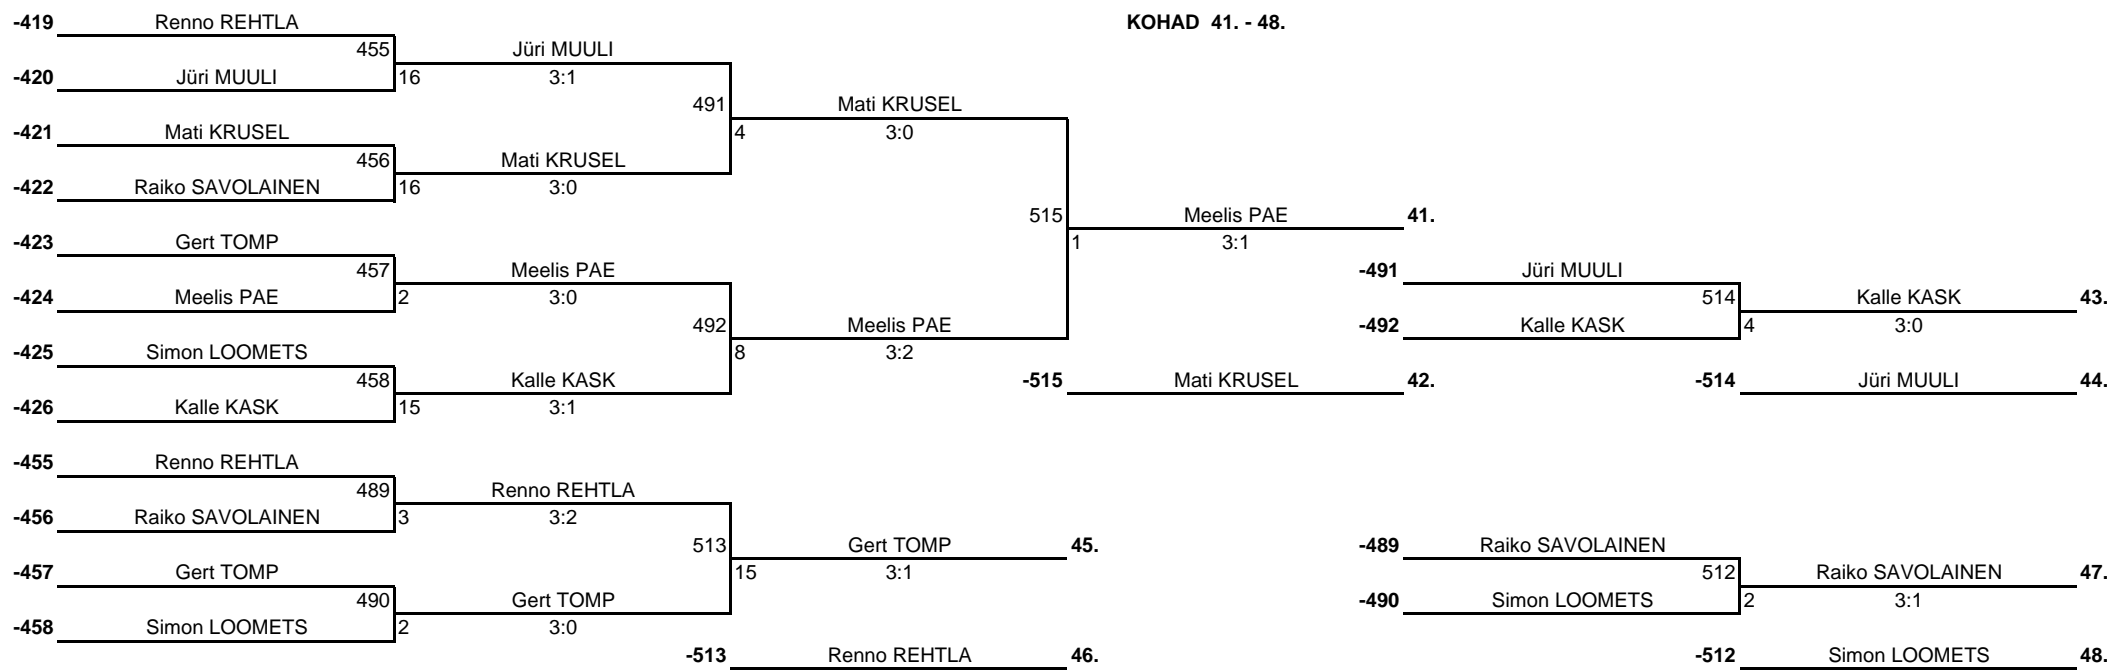 -419 Renno REHTLA KOHAD 41. - 48.
455 Jüri MUULI
-420 Jüri MUULI 16 3:1
491 Mati KRUSEL
-421 Mati KRUSEL 4 3:0
456 Mati KRUSEL
-422 Raiko SAVOLAINEN 16 3:0
515 Meelis PAE 41.
-423 Gert TOMP 1 3:1
457 Meelis PAE -491 Jüri MUULI
-424 Meelis PAE 2 3:0 514 Kalle KASK 43.
492 Meelis PAE -492 Kalle KASK 4 3:0
-425 Simon LOOMETS 8 3:2
458 Kalle KASK -515 Mati KRUSEL 42. -514 Jüri MUULI 44.
-426 Kalle KASK 15 3:1
-455 Renno REHTLA
489 Renno REHTLA
-456 Raiko SAVOLAINEN 3 3:2
513 Gert TOMP 45. -489 Raiko SAVOLAINEN
-457 Gert TOMP 15 3:1 512 Raiko SAVOLAINEN 47.
490 Gert TOMP -490 Simon LOOMETS 2 3:1
-458 Simon LOOMETS 2 3:0
-513 Renno REHTLA 46. -512 Simon LOOMETS 48.